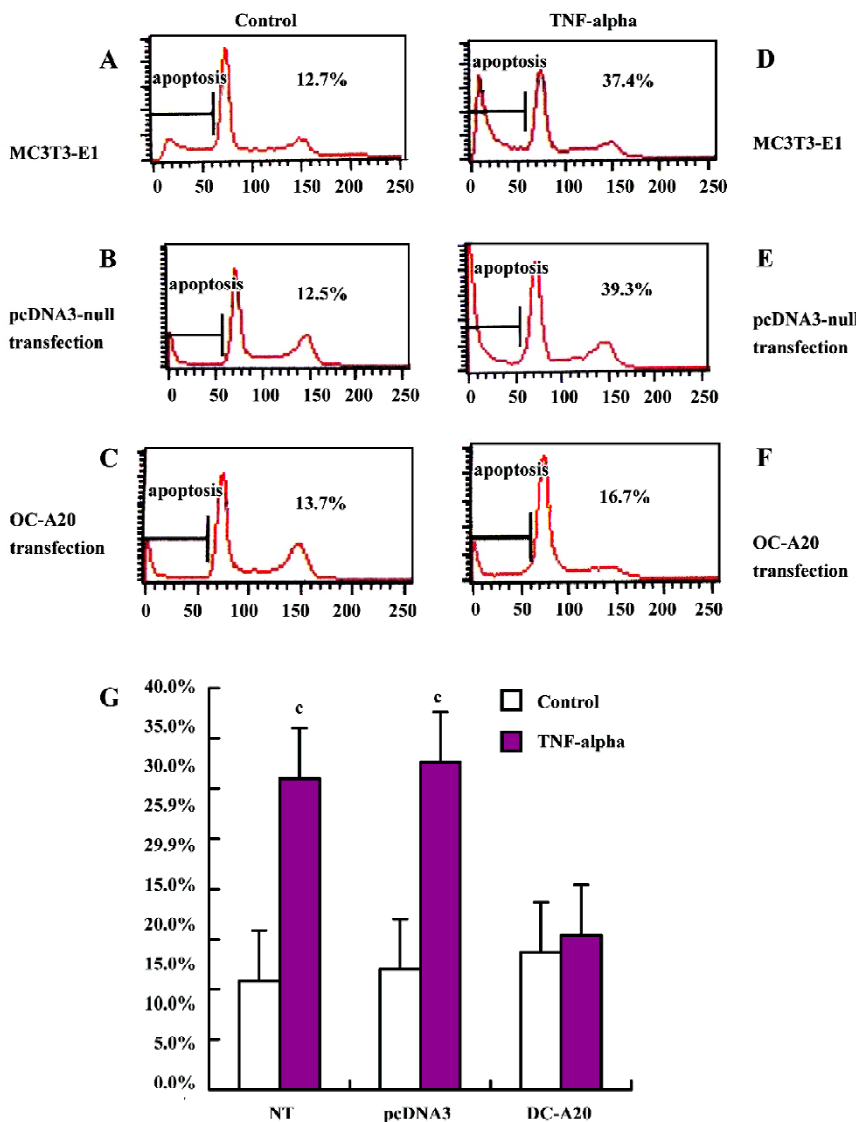 Control
TNF-alpha
A
apoptosis
12.7%
MC3T3-E1
0 50 100 150 200 250
apoptosis
37.4%
D
MC3T3-E1
0 50 100 150 200 250
B
apoptosis
12.5%
pcDNA3-null
transfection
0 50 100 150 200 250
apoptosis
39.3%
E
pcDNA3-null
transfection
0 50 100 150 200 250
C
apoptosis
13.7%
OC-A20
transfection
0 50 100 150 200 250
apoptosis
16.7%
F
OC-A20
transfection
0 50 100 150 200 250
G
40.0%
35.0%
30.0%
25.9%
29.9%
15.0%
20.0%
15.0%
10.0%
5.0%
0.0%
c
c
Control
TNF-alpha
NT
pcDNA3
DC-A20